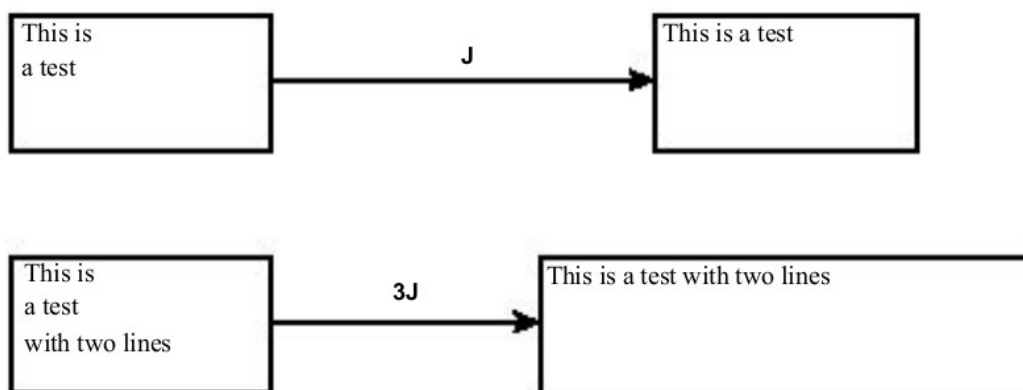 This is
a test
J
This is a test
This is
a test
with two lines
3J
This is a test with two lines